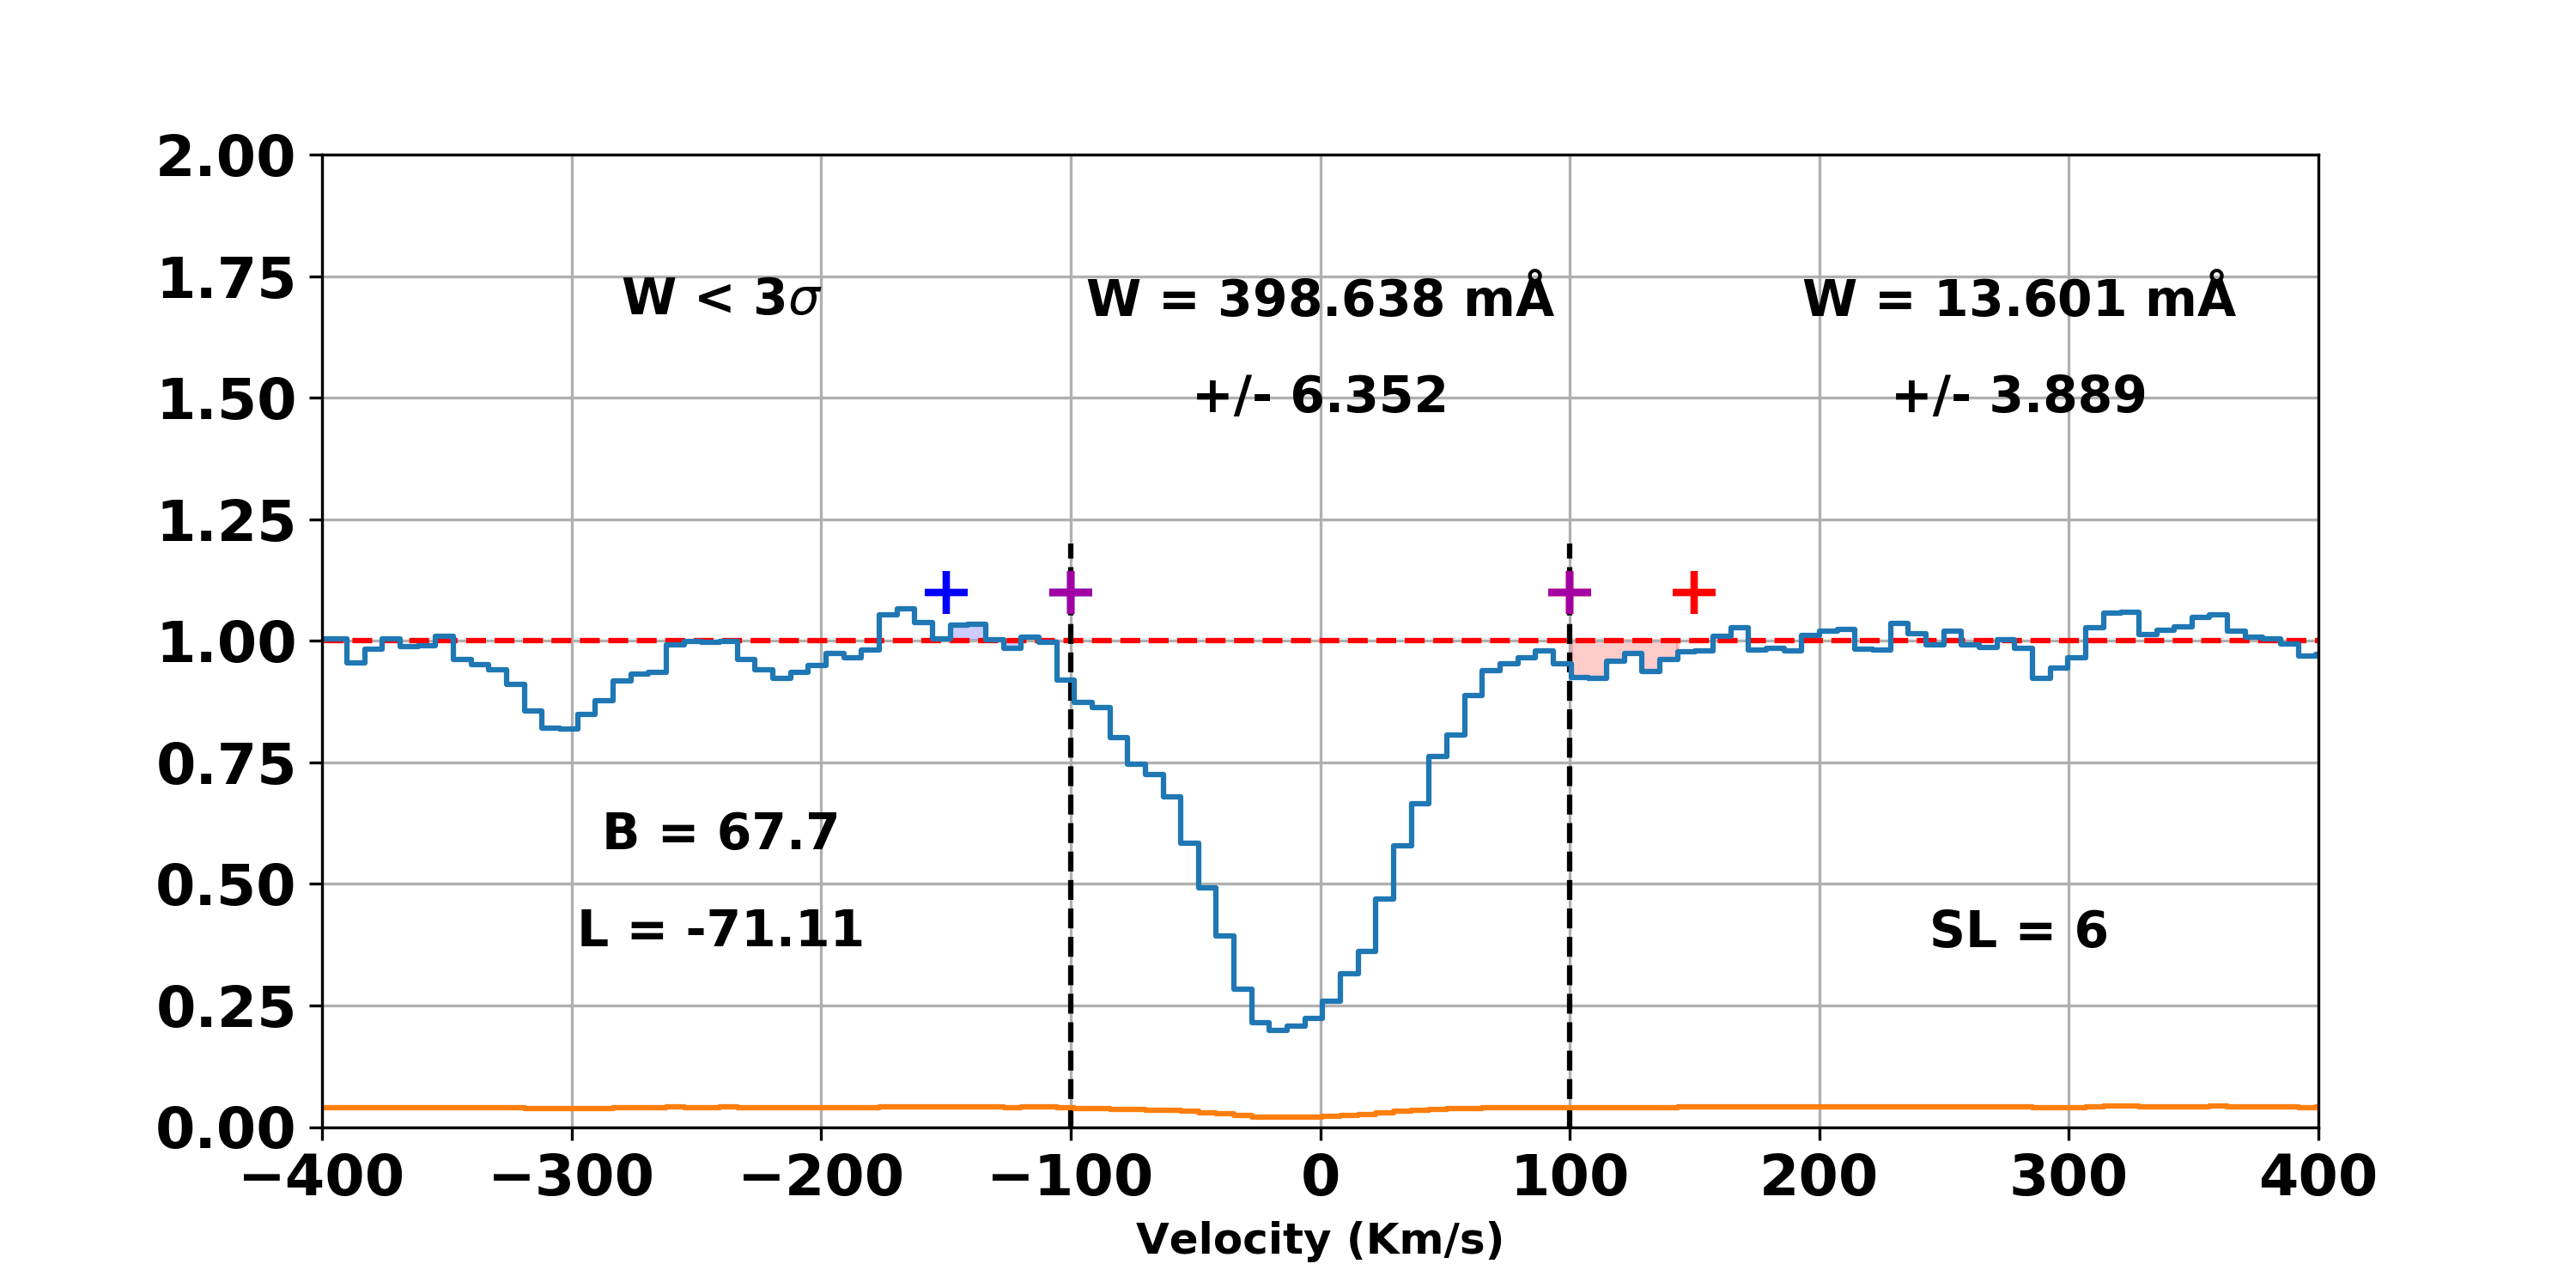 2.00
1.75
1.50
1.25
1.00
0.75
0.50
0.25
0.00
W < 3σ
W = 398.638 mÅ
+/- 6.352
W = 13.601 mÅ
+/- 3.889
B = 67.7
L = -71.11
SL = 6
−400 −300 −200 −100 0 100 200 300 400
Velocity (Km/s)